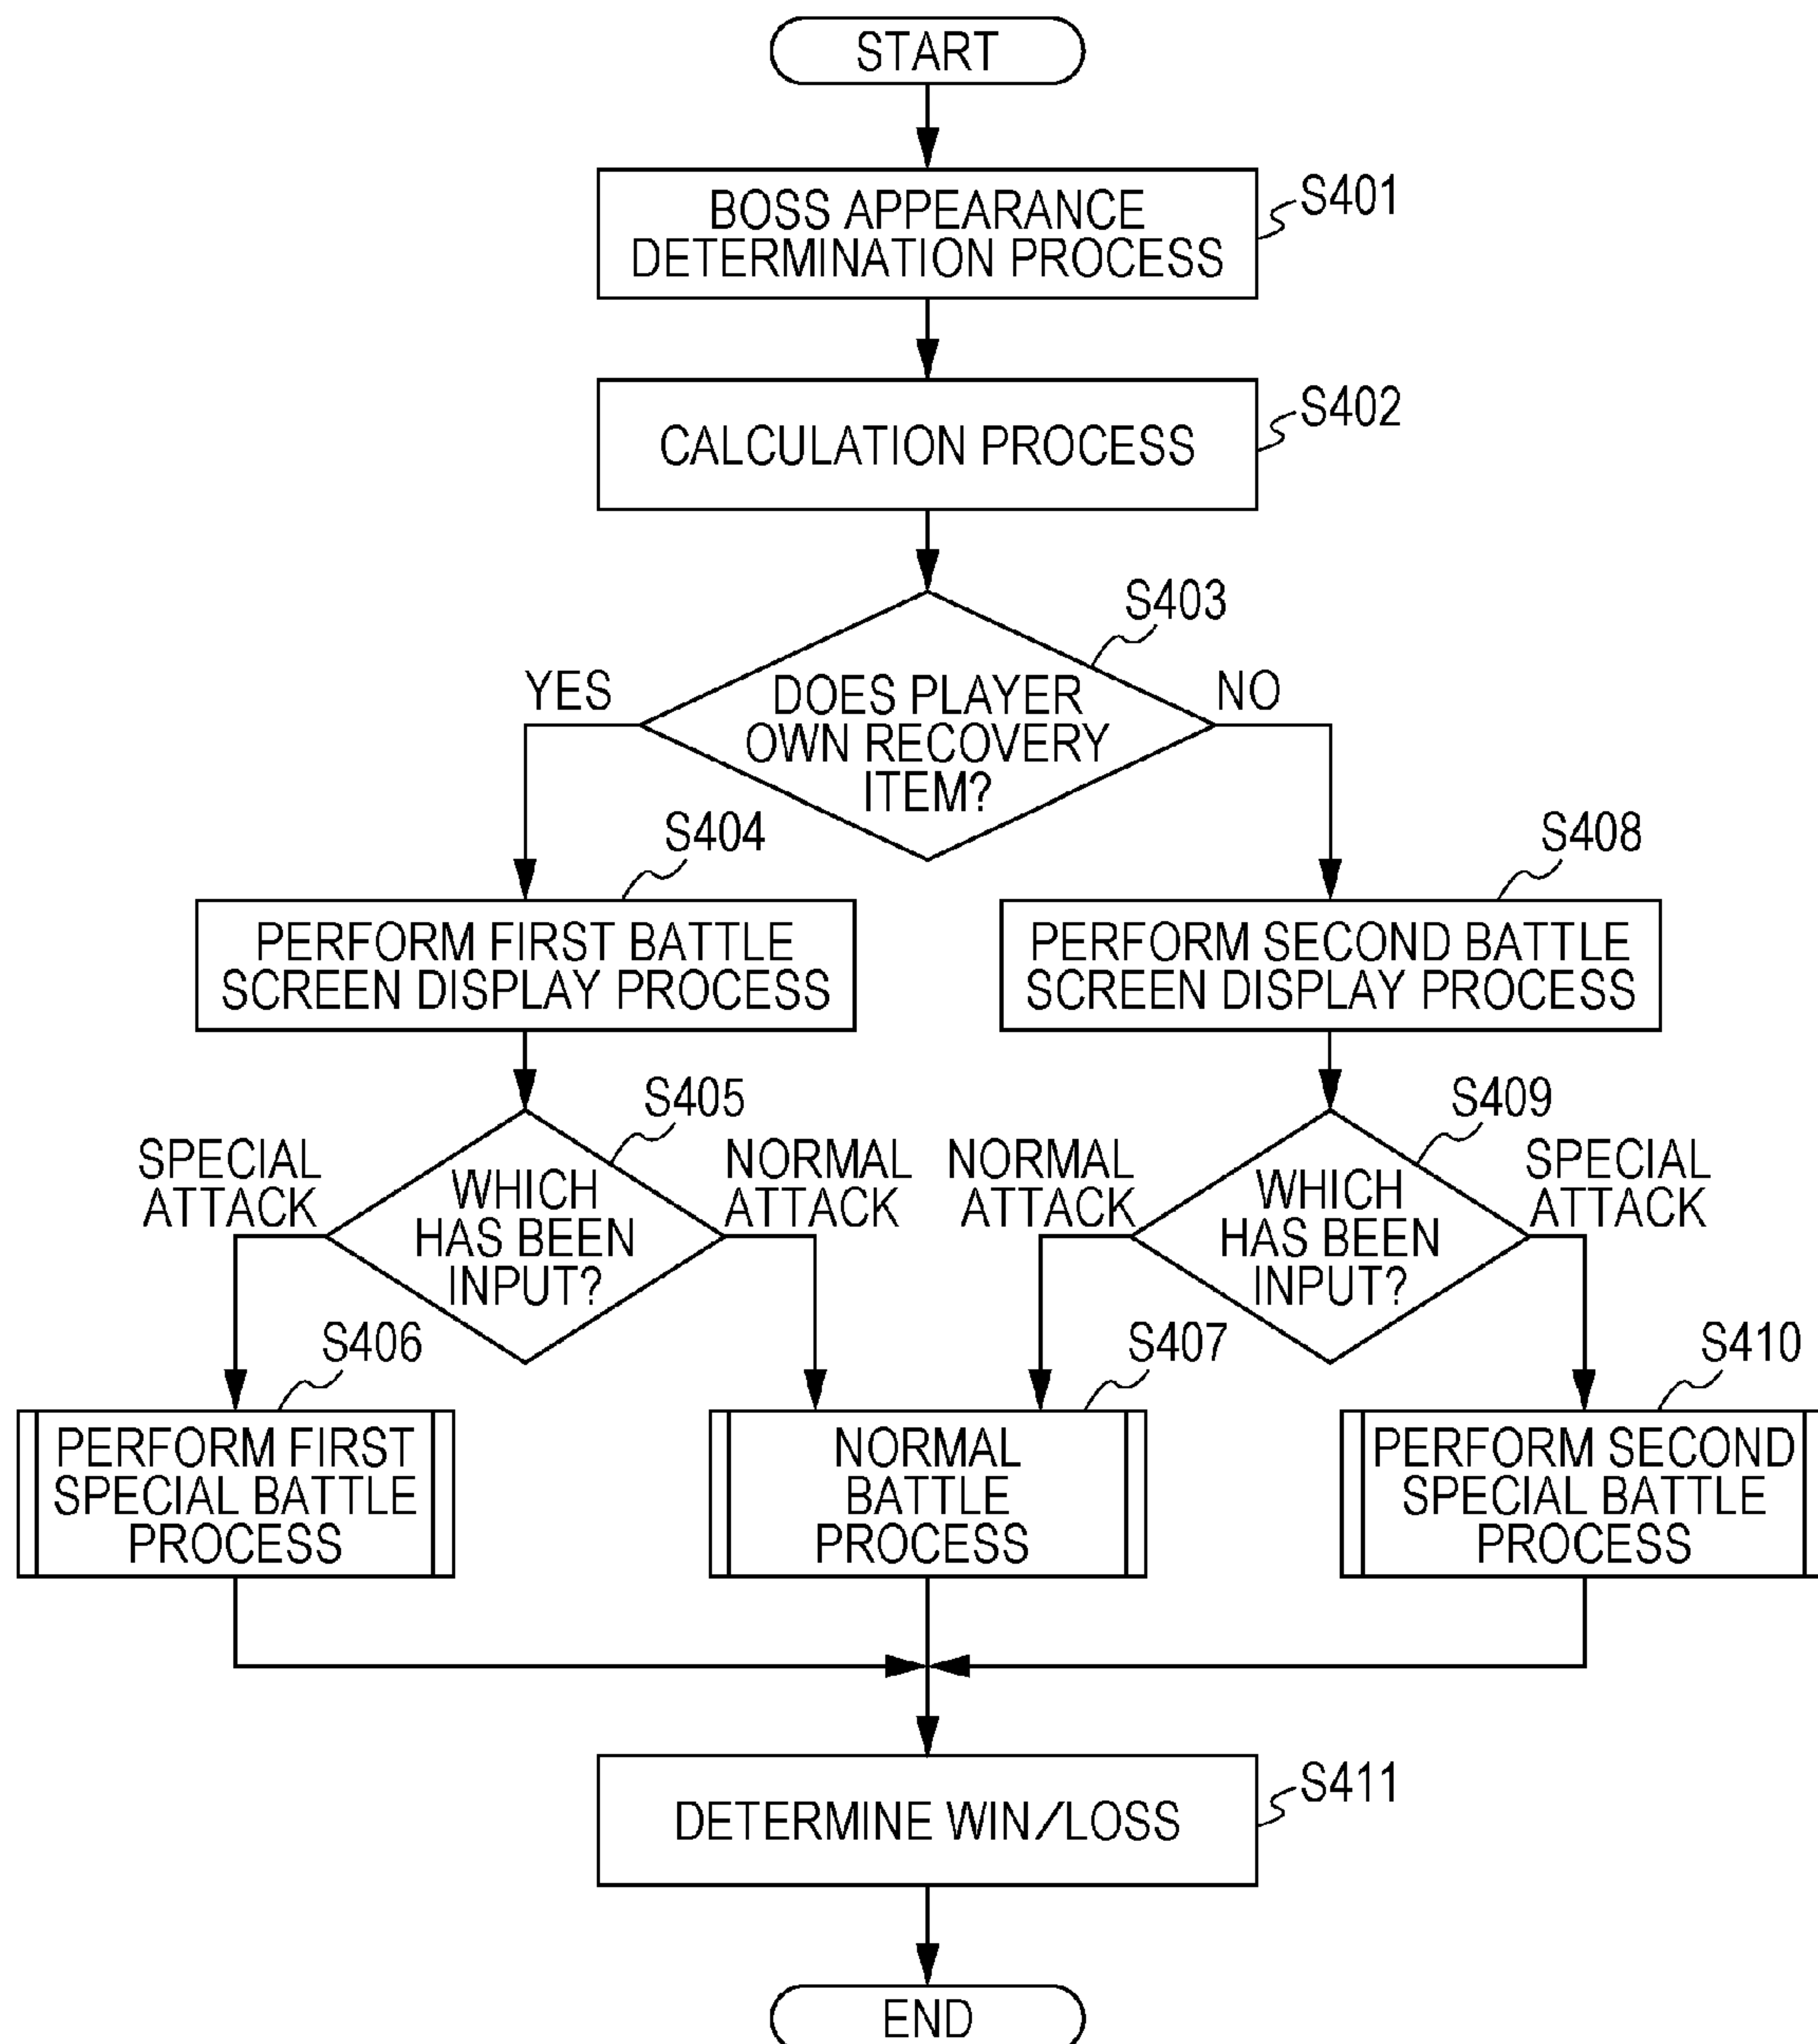 START
BOSS APPEARANCE
DETERMINATION PROCESS
S401
CALCULATION PROCESS
S402
S403
YES
DOES PLAYER
OWN RECOVERY
ITEM?
NO
S404
PERFORM FIRST BATTLE
SCREEN DISPLAY PROCESS
S408
PERFORM SECOND BATTLE
SCREEN DISPLAY PROCESS
S405
SPECIAL
ATTACK
WHICH
HAS BEEN
INPUT?
NORMAL
ATTACK
S409
NORMAL
ATTACK
WHICH
HAS BEEN
INPUT?
SPECIAL
ATTACK
S406
PERFORM FIRST
SPECIAL BATTLE
PROCESS
S407
NORMAL
BATTLE
PROCESS
S410
PERFORM SECOND
SPECIAL BATTLE
PROCESS
DETERMINE WIN/LOSS
S411
END